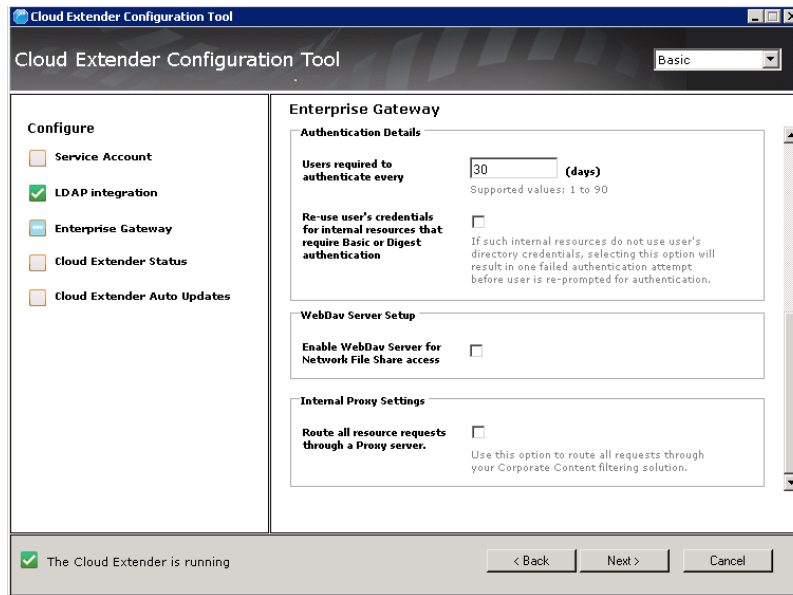 Cloud Extender Configuration Tool
Cloud Extender Configuration Tool
Basic
Configure
Service Account
LDAP integration
Enterprise Gateway
Cloud Extender Status
Cloud Extender Auto Updates
Enterprise Gateway
Authentication Details
Users required to
authenticate every
30
(days)
Supported values: 1 to 90
Re-use user's credentials
for internal resources that
require Basic or Digest
authentication
If such internal resources do not use user's
directory credentials, selecting this option will
result in one failed authentication attempt
before user is re-prompted for authentication.
WebDav Server Setup
Enable WebDav Server for
Network File Share access
Internal Proxy Settings
Route all resource requests
through a Proxy server.
Use this option to route all requests through
your Corporate Content filtering solution.
The Cloud Extender is running
< Back
Next >
Cancel